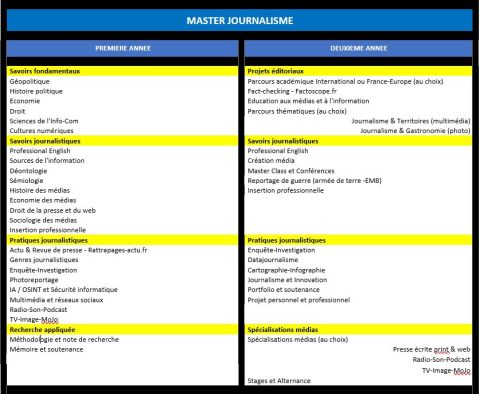 MASTER JOURNALISME
PREMIERE ANNEE
Savoirs fondamentaux
Géopolitique
Histoire politique
Economie
Droit
Sciences de l'Info-Com
Cultures numériques
Savoirs journalistiques
Professional English
Sources de l'information
Déontologie
Sémiologie
Histoire des médias
Economie des médias
Droit de la presse et du web
Sociologie des médias
Insertion professionnelle
Pratiques journalistiques
Actu & Revue de presse - Rattrapages-actu.fr
Genres journalistiques
Enquête-Investigation
Photoreportage
IA / OSINT et Sécurité informatique
Multimédia et réseaux sociaux
Radio-Son-Podcast
TV-Image-MoJo
Recherche appliquée
Méthodologie et note de recherche
Mémoire et soutenance
DEUXIEME ANNEE
Projets éditoriaux
Parcours académique International ou France-Europe (au choix)
Fact-checking - Factoscope.fr
Education aux médias et à l'information
Parcours thématiques (au choix)
Journalisme & Territoires (multimédia)
Journalisme & Gastronomie (photo)
Savoirs journalistiques
Professional English
Création média
Master Class et Conférences
Reportage de guerre (armée de terre -EMB)
Insertion professionnelle
Pratiques journalistiques
Enquête-Investigation
Datajournalisme
Cartographie-Infographie
Journalisme et Innovation
Portfolio et soutenance
Projet personnel et professionnel
Spécialisations médias
Spécialisations médias (au choix)
Presse écrite print & web
Radio-Son-Podcast
TV-Image-MoJo
Stages et Alternance